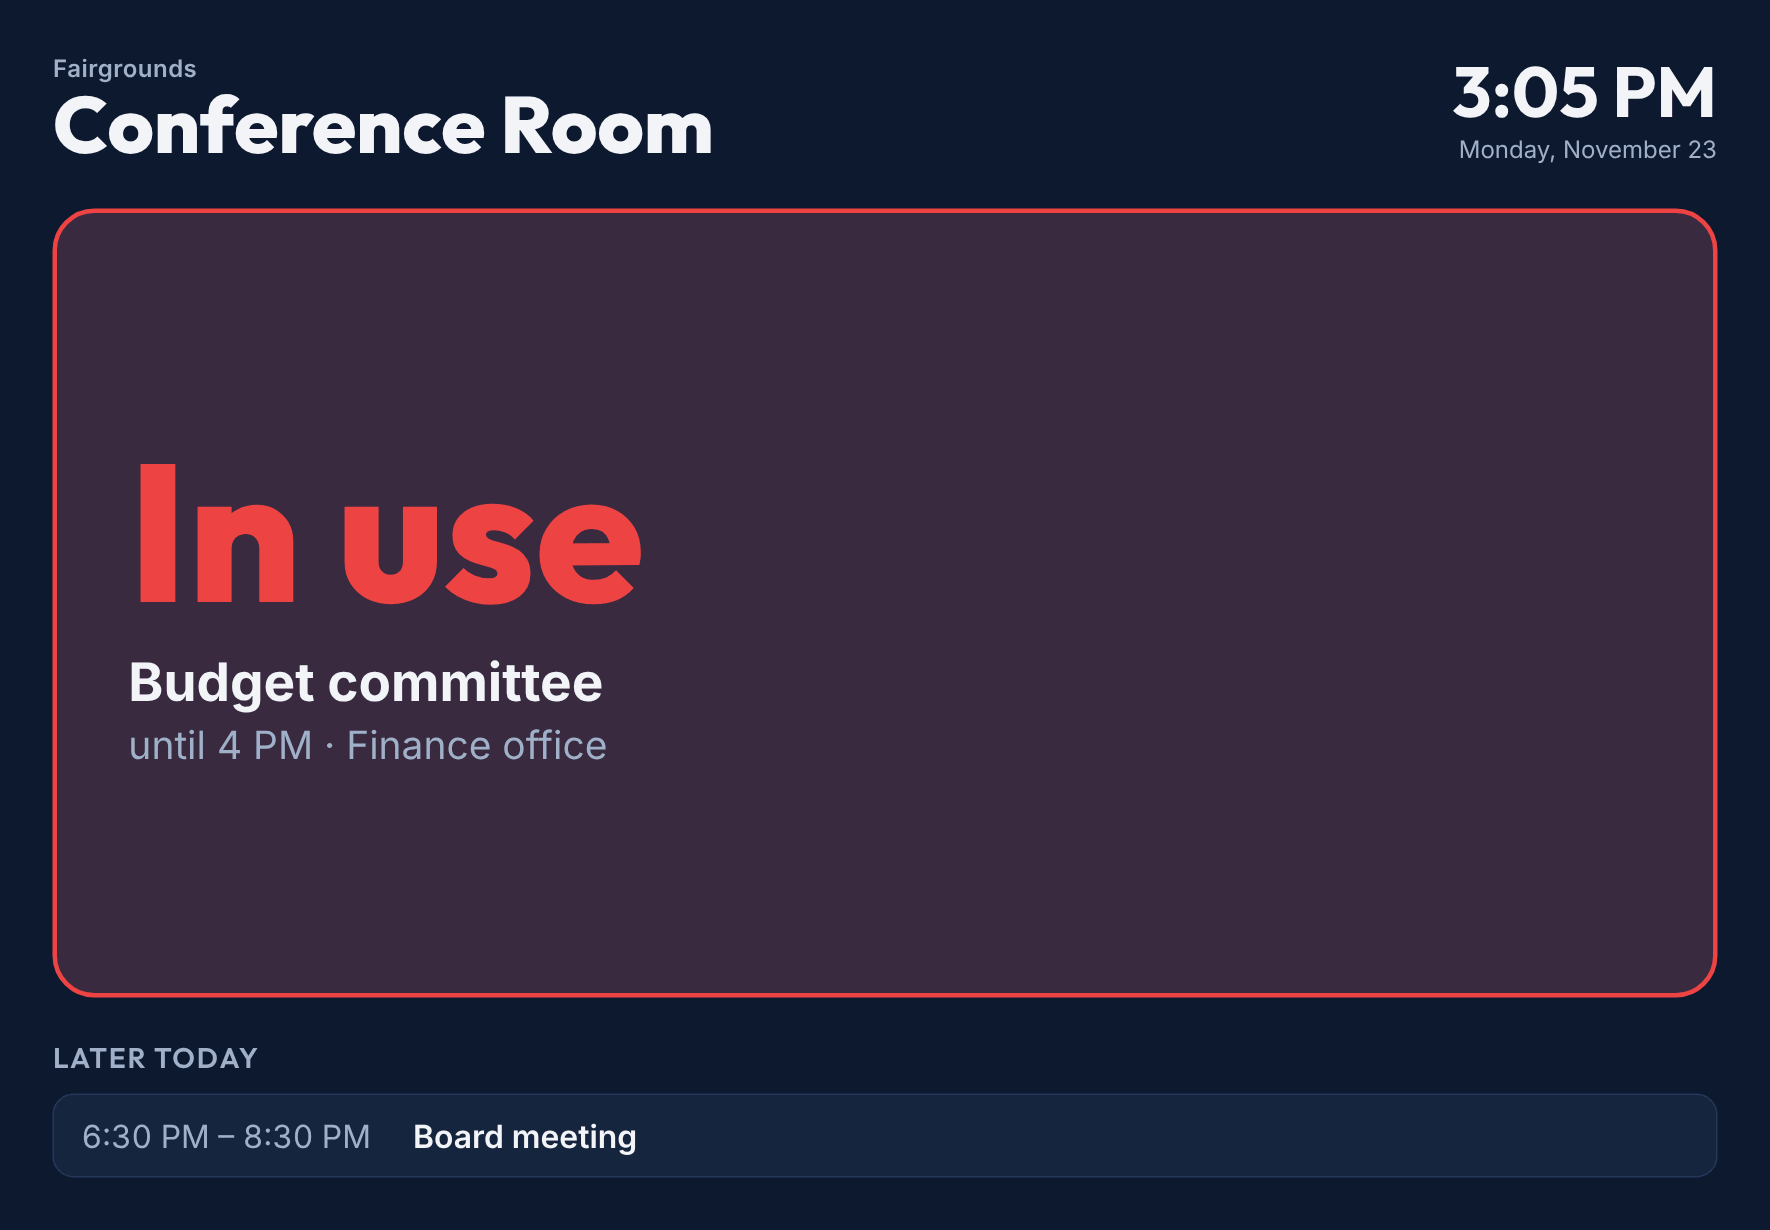 Fairgrounds
Conference Room
3:05 PM
Monday, November 23
In use
Budget committee
until 4 PM · Finance office
LATER TODAY
6:30 PM – 8:30 PM Board meeting